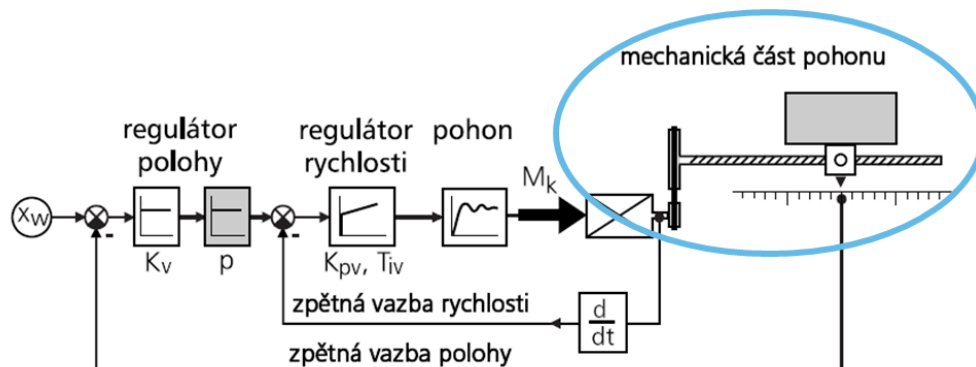 mechanická část pohonu
regulátor
polohy
regulátor
rychlosti
pohon
Mk
xw
-
-
Kv
p
Kpv, Tiv
zpětná vazba rychlosti
d
dt
zpětná vazba polohy